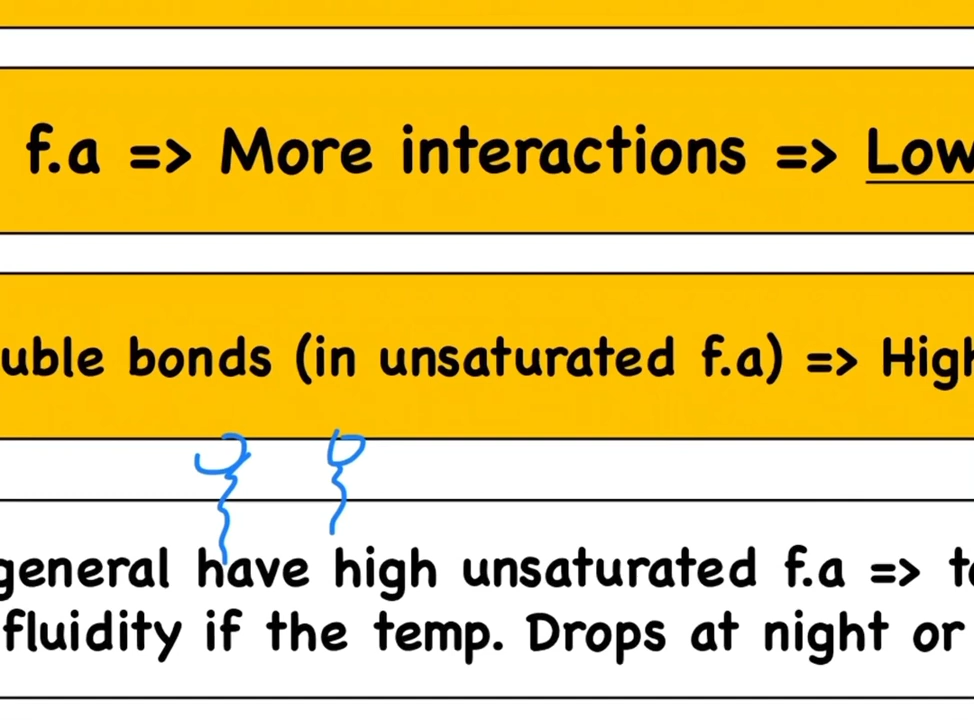 f.a => More interactions => Low
uble bonds (in unsaturated f.a) => High
general have high unsaturated f.a => to
fluidity if the temp. Drops at night or